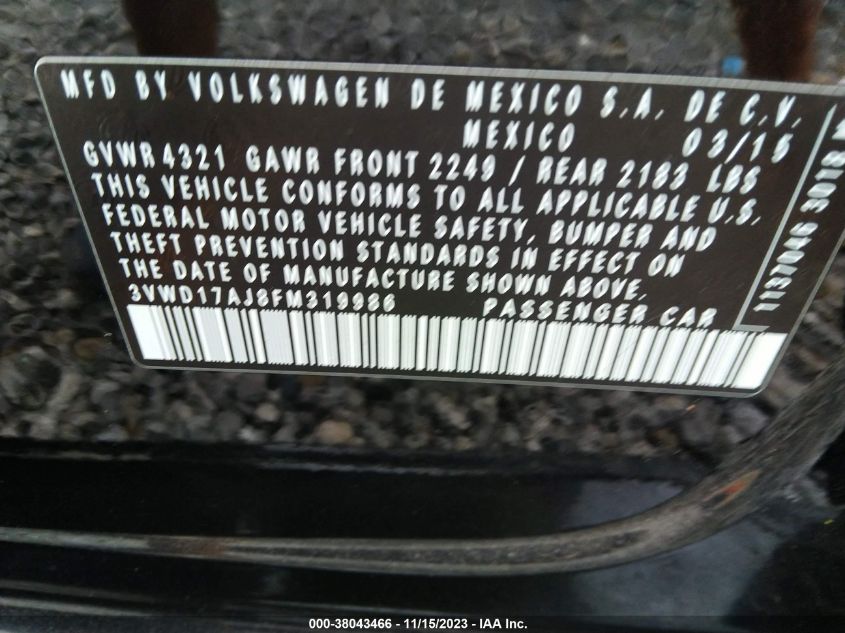 MFD BY VOLKSWAGEN DE MEXICO S.A. DE C.V.
MEXICO 03/15
GVWR 4321 GAWR FRONT 2249 / REAR 2183 LBS
THIS VEHICLE CONFORMS TO ALL APPLICABLE U.S.
FEDERAL MOTOR VEHICLE SAFETY, BUMPER AND
THEFT PREVENTION STANDARDS IN EFFECT ON
THE DATE OF MANUFACTURE SHOWN ABOVE.
3VWD17AJ8FM319986 PASSENGER CAR
000-38043466 - 11/15/2023 - IAA Inc.